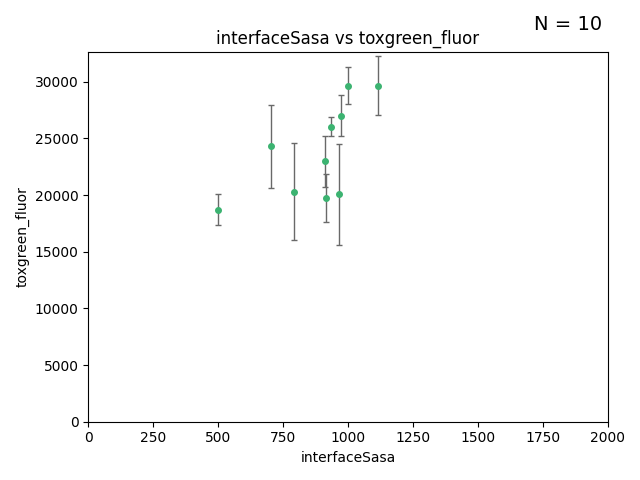 N = 10
interfaceSasa vs toxgreen_fluor
30000
25000
20000
15000
10000
5000
0
toxgreen_fluor
0 250 500 750 1000 1250 1500 1750 2000
interfaceSasa